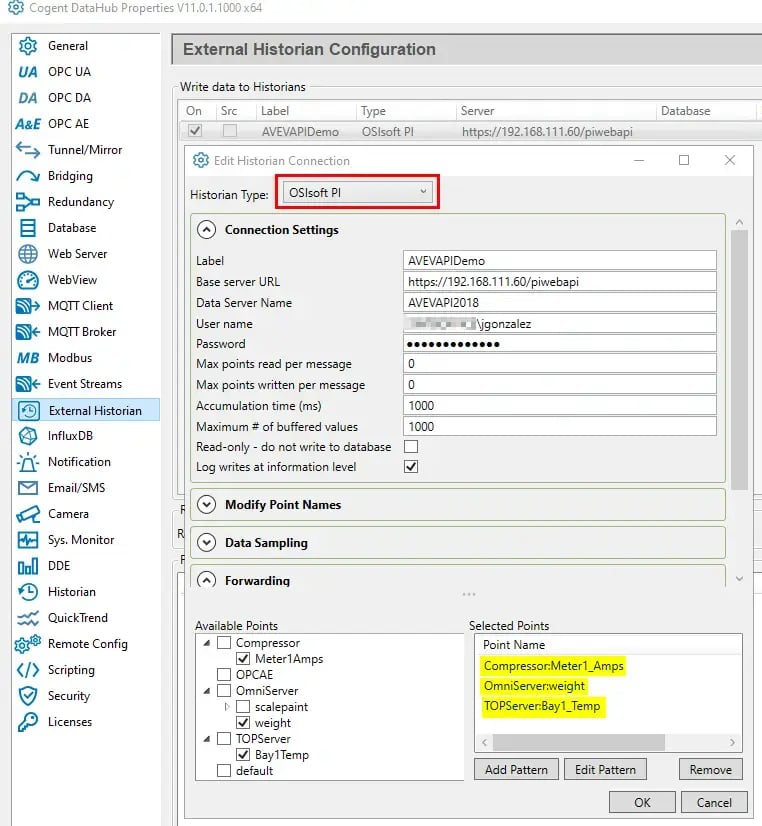 Cogent DataHub Properties V11.0.1.1000 x64
General
OPC UA
OPC DA
OPC AE
Tunnel/Mirror
Bridging
Redundancy
Database
Web Server
WebView
MQTT Client
MQTT Broker
Modbus
Event Streams
External Historian
InfluxDB
Notification
Email/SMS
Camera
Sys. Monitor
DDE
Historian
QuickTrend
Remote Config
Scripting
Security
Licenses
UA
DA
A&E
MB
External Historian Configuration
Write data to Historians
On Src Label Type Server Database
AVEVAPIDemo OSIsoft PI https://192.168.111.60/piwebapi
Edit Historian Connection
Historian Type: OSIsoft PI
Connection Settings
Label AVEVAPIDemo
Base server URL https://192.168.111.60/piwebapi
Data Server Name AVEVAPI2018
User name \jgonzalez
Password ●●●●●●●●●●●●●
Max points read per message 0
Max points written per message 0
Accumulation time (ms) 1000
Maximum # of buffered values 1000
Read-only - do not write to database
Log writes at information level
Modify Point Names
Data Sampling
Forwarding
Available Points
Compressor
Meter1Amps
OPCAE
OmniServer
scalepaint
weight
TOPServer
Bay1Temp
default
Selected Points
Point Name
Compressor:Meter1_Amps
OmniServer:weight
TOPServer:Bay1_Temp
Add Pattern Edit Pattern Remove
OK Cancel